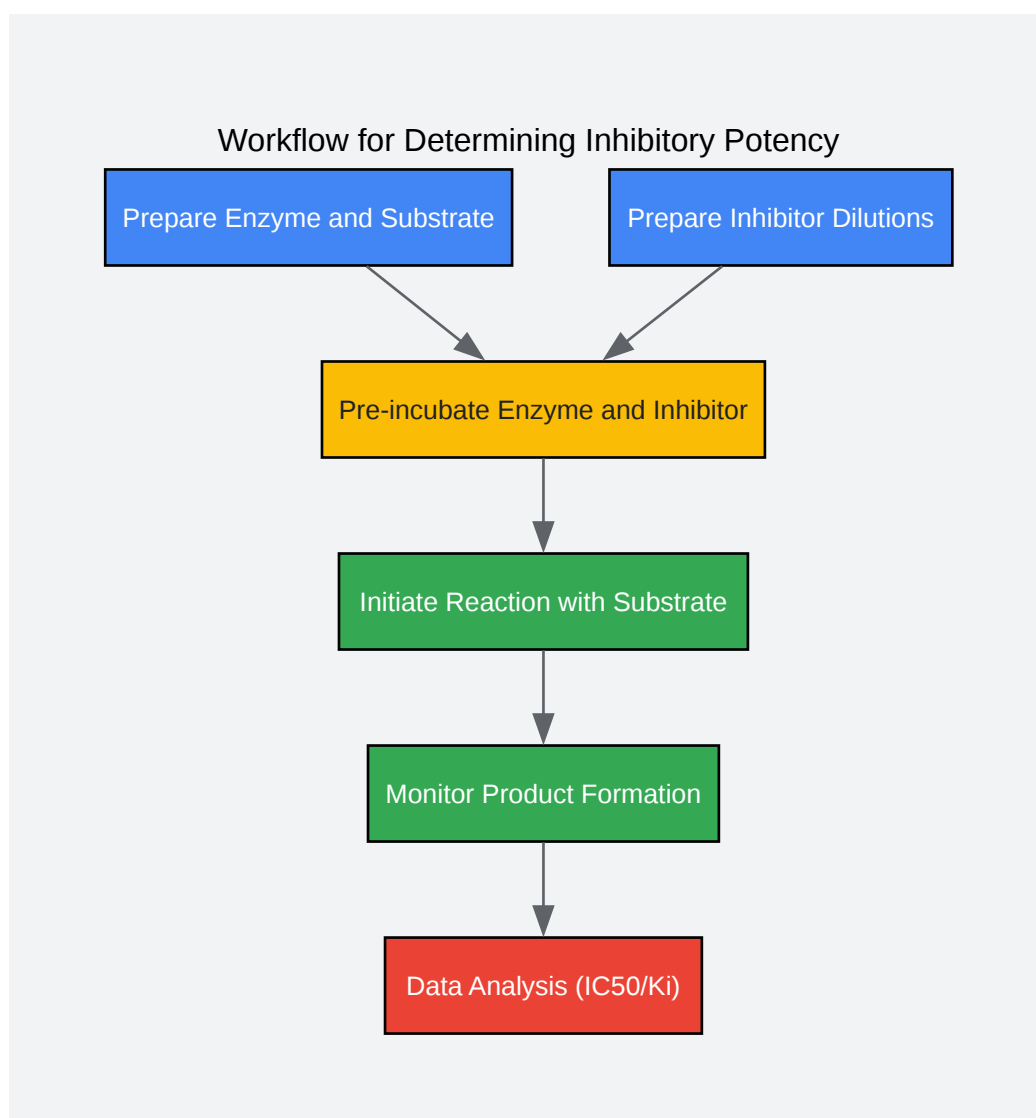 Workflow for Determining Inhibitory Potency
Prepare Enzyme and Substrate
Prepare Inhibitor Dilutions
Pre-incubate Enzyme and Inhibitor
Initiate Reaction with Substrate
Monitor Product Formation
Data Analysis (IC50/Ki)